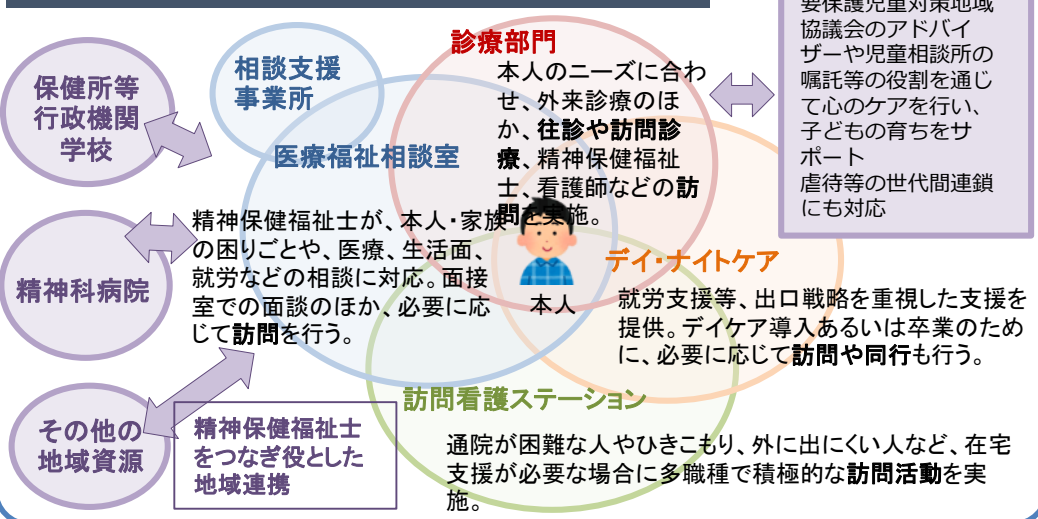 要保護児童対策地域
協議会のアドバイ
ザーや児童相談所の
嘱託等の役割を通じ
て心のケアを行い、
子どもの育ちをサ
ポート
虐待等の世代間連鎖
にも対応
診療部門
本人のニーズに合わ
せ、外来診療のほ
か、往診や訪問診
療、精神保健福祉
士、看護師などの訪
問を実施。
相談支援
事業所
保健所等
行政機関
学校
医療福祉相談室
精神保健福祉士が、本人・家族
の困りごとや、医療、生活面、
就労などの相談に対応。面接
室での面談のほか、必要に応
じて訪問を行う。
精神科病院
本人
デイ・ナイトケア
就労支援等、出口戦略を重視した支援を
提供。デイケア導入あるいは卒業のため
に、必要に応じて訪問や同行も行う。
訪問看護ステーション
通院が困難な人やひきこもり、外に出にくい人など、在宅
支援が必要な場合に多職種で積極的な訪問活動を実
施。
その他の
地域資源
精神保健福祉士
をつなぎ役とした
地域連携